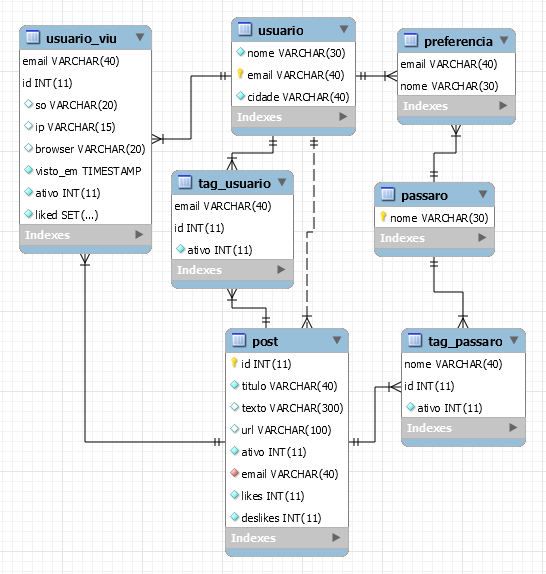 usuario_viu
email VARCHAR(40)
id INT(11)
so VARCHAR(20)
ip VARCHAR(15)
browser VARCHAR(20)
visto_em TIMESTAMP
ativo INT(11)
liked SET(...)
Indexes
usuario
nome VARCHAR(30)
email VARCHAR(40)
cidade VARCHAR(40)
Indexes
preferencia
email VARCHAR(40)
nome VARCHAR(30)
Indexes
tag_usuario
email VARCHAR(40)
id INT(11)
ativo INT(11)
Indexes
passaro
nome VARCHAR(30)
Indexes
post
id INT(11)
titulo VARCHAR(40)
texto VARCHAR(300)
url VARCHAR(100)
ativo INT(11)
email VARCHAR(40)
likes INT(11)
deslikes INT(11)
Indexes
tag_passaro
nome VARCHAR(40)
id INT(11)
ativo INT(11)
Indexes